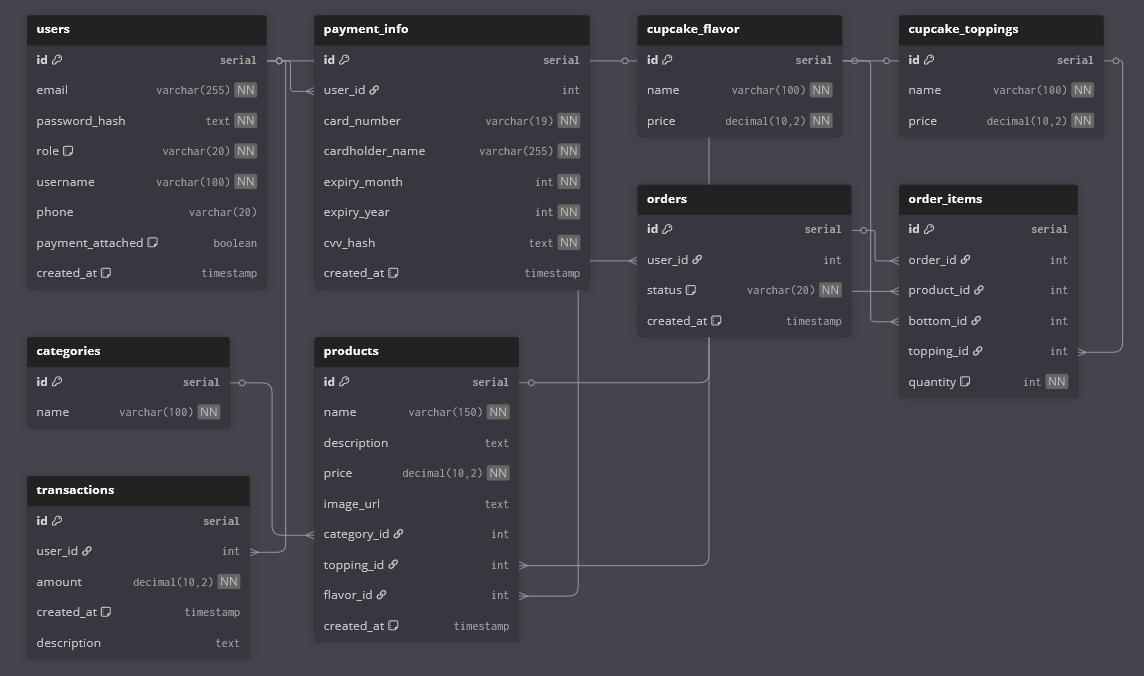 users
id serial
email varchar(255) NN
password_hash text NN
role varchar(20) NN
username varchar(100) NN
phone varchar(20)
payment_attached boolean
created_at timestamp
payment_info
id serial
user_id int
card_number varchar(19) NN
cardholder_name varchar(255) NN
expiry_month int NN
expiry_year int NN
cvv_hash text NN
created_at timestamp
cupcake_flavor
id serial
name varchar(100) NN
price decimal(10,2) NN
cupcake_toppings
id serial
name varchar(100) NN
price decimal(10,2) NN
orders
id serial
user_id int
status varchar(20) NN
created_at timestamp
order_items
id serial
order_id int
product_id int
bottom_id int
topping_id int
quantity int NN
categories
id serial
name varchar(100) NN
products
id serial
name varchar(150) NN
description text
price decimal(10,2) NN
image_url text
category_id int
topping_id int
flavor_id int
created_at timestamp
transactions
id serial
user_id int
amount decimal(10,2) NN
created_at timestamp
description text